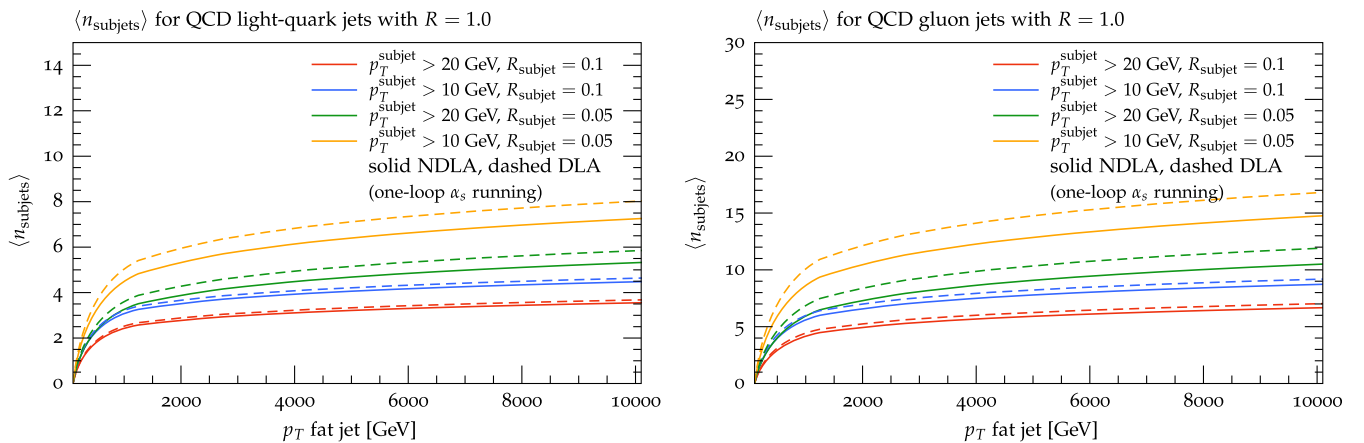 ⟨n_subjets⟩ for QCD light-quark jets with R = 1.0
14
12
10
8
6
4
2
0
⟨n_subjets⟩
p_T^subjet > 20 GeV, R_subjet = 0.1
p_T^subjet > 10 GeV, R_subjet = 0.1
p_T^subjet > 20 GeV, R_subjet = 0.05
p_T^subjet > 10 GeV, R_subjet = 0.05
solid NDLA, dashed DLA
(one-loop α_s running)
2000 4000 6000 8000 10000
p_T fat jet [GeV]
⟨n_subjets⟩ for QCD gluon jets with R = 1.0
30
25
20
15
10
5
0
⟨n_subjets⟩
p_T^subjet > 20 GeV, R_subjet = 0.1
p_T^subjet > 10 GeV, R_subjet = 0.1
p_T^subjet > 20 GeV, R_subjet = 0.05
p_T^subjet > 10 GeV, R_subjet = 0.05
solid NDLA, dashed DLA
(one-loop α_s running)
2000 4000 6000 8000 10000
p_T fat jet [GeV]